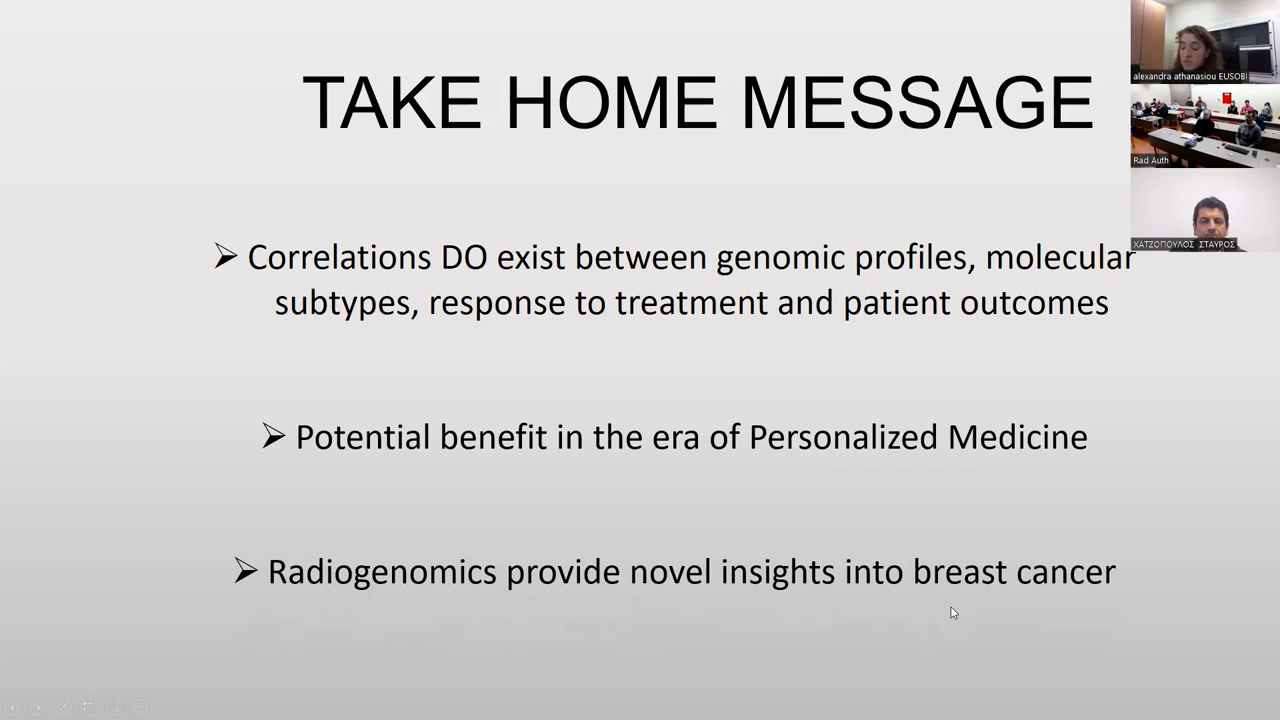 TAKE HOME MESSAGE
➢ Correlations DO exist between genomic profiles, molecular
subtypes, response to treatment and patient outcomes
➢ Potential benefit in the era of Personalized Medicine
➢ Radiogenomics provide novel insights into breast cancer
alexandra athanasiou EUSOBI
Rad Auth
ΧΑΤΖΟΠΟΥΛΟΣ ΣΤΑΥΡΟΣ